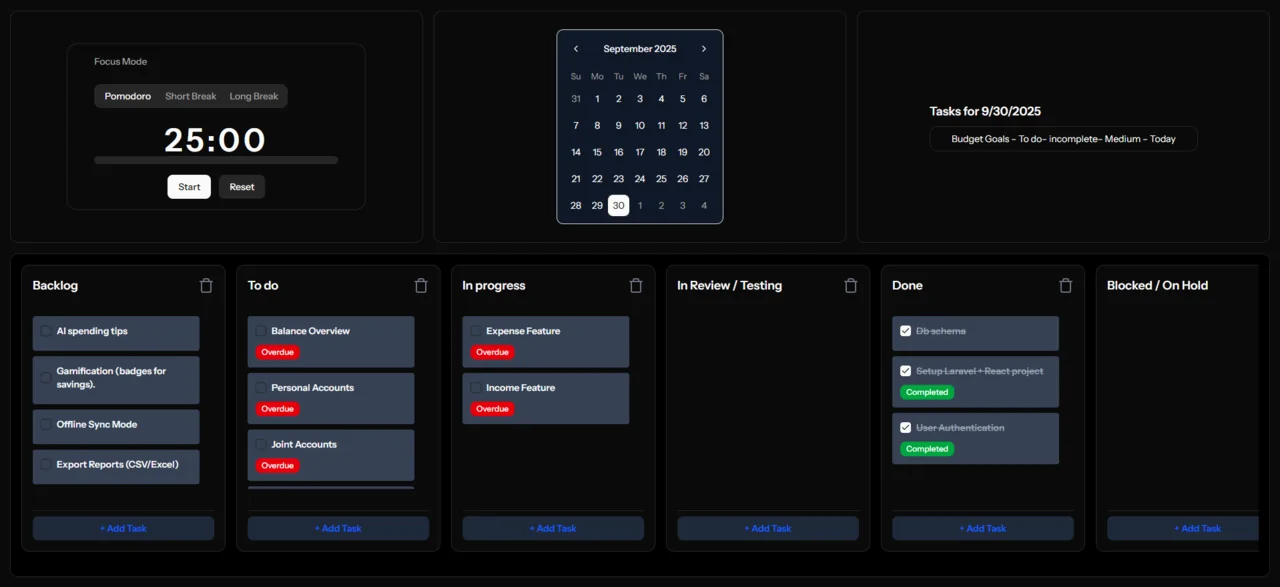 Focus Mode
Pomodoro Short Break Long Break
25:00
Start Reset
September 2025
Su Mo Tu We Th Fr Sa
31 1 2 3 4 5 6
7 8 9 10 11 12 13
14 15 16 17 18 19 20
21 22 23 24 25 26 27
28 29 30 1 2 3 4
Tasks for 9/30/2025
Budget Goals - To do- incomplete- Medium - Today
Backlog
AI spending tips
Gamification (badges for
savings).
Offline Sync Mode
Export Reports (CSV/Excel)
+ Add Task
To do
Balance Overview
Overdue
Personal Accounts
Overdue
Joint Accounts
Overdue
+ Add Task
In progress
Expense Feature
Overdue
Income Feature
Overdue
+ Add Task
In Review / Testing
+ Add Task
Done
Db schema
Setup Laravel + React project
Completed
User Authentication
Completed
+ Add Task
Blocked / On Hold
+ Add Task